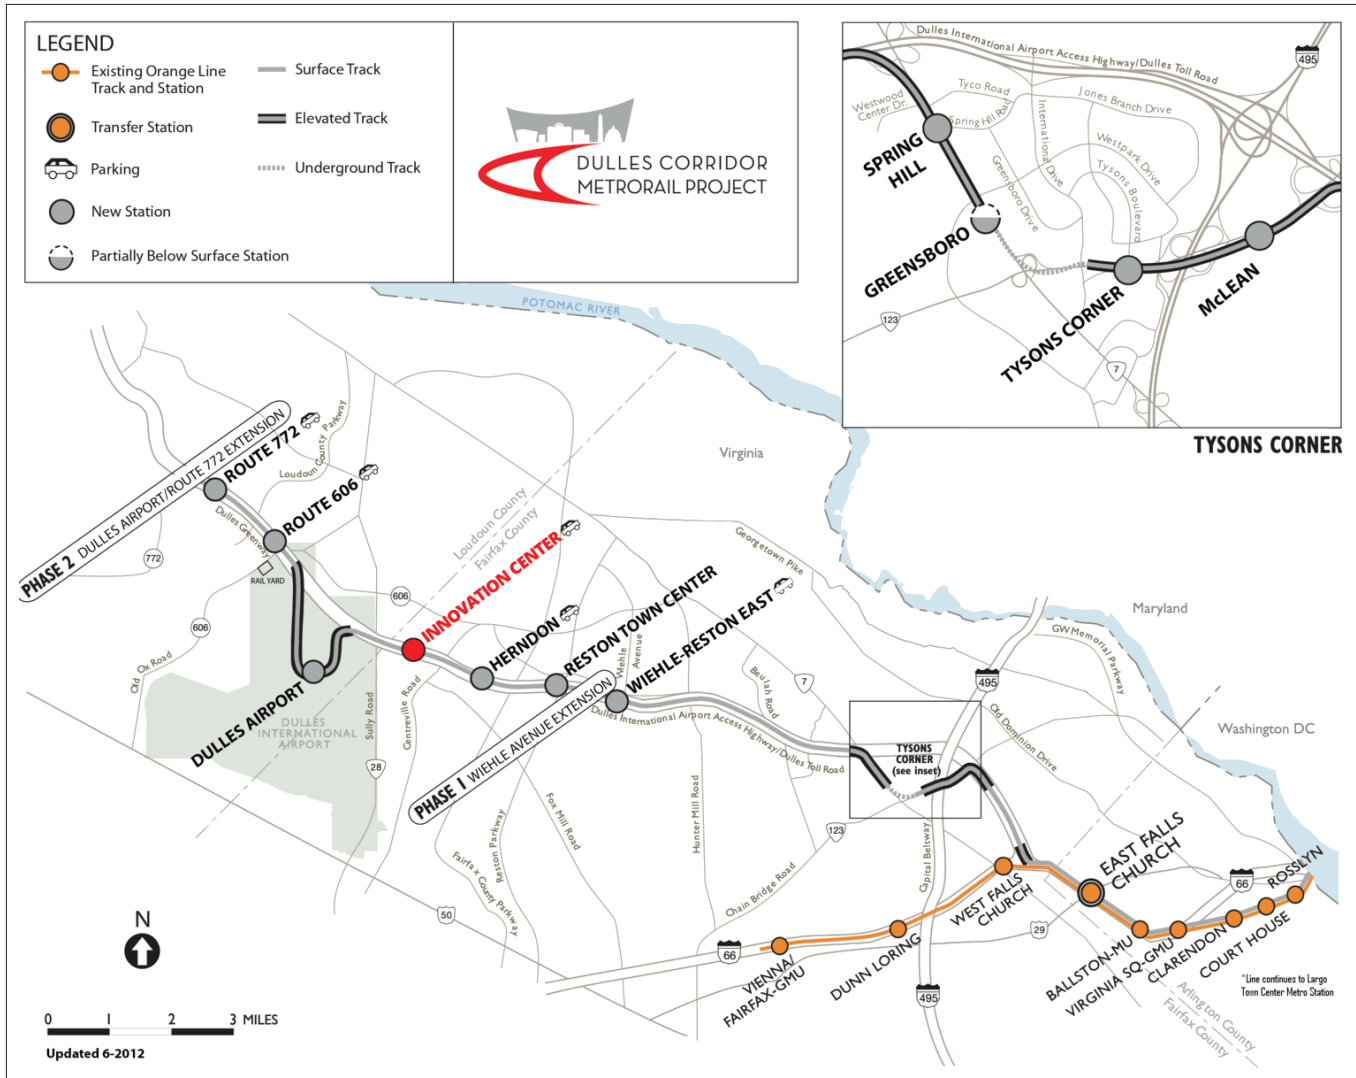 LEGEND
Existing Orange Line
Track and Station
Transfer Station
Parking
New Station
Partially Below Surface Station
Surface Track
Elevated Track
Underground Track
DULLES CORRIDOR
METRORAIL PROJECT
Dulles International Airport Access Highway/Dulles Toll Road
495
Westwood
Center Dr.
Tyco Road
Spring Hill Road
International Drive
Jones Branch Drive
Westpark Drive
Tysons Boulevard
Greensboro Drive
SPRING
HILL
GREENSBORO
TYSONS CORNER
McLEAN
123
7
TYSONS CORNER
POTOMAC RIVER
Virginia
Maryland
Washington DC
PHASE 2 DULLES AIRPORT/ROUTE 772 EXTENSION
ROUTE 772
Loudoun County Parkway
ROUTE 606
Dulles Greenway
772
RAIL YARD
606
606
Old Ox Road
Loudoun County
Fairfax County
INNOVATION CENTER
HERNDON
RESTON TOWN CENTER
Wiehle
Avenue
WIEHLE-RESTON EAST
PHASE 1 WIEHLE AVENUE EXTENSION
DULLES AIRPORT
DULLES
INTERNATIONAL
AIRPORT
Sully Road
Centreville Road
28
Georgetown Pike
GW Memorial Parkway
Beulah Road
7
495
Old Dominion Drive
Dulles International Airport Access Highway/Dulles Toll Road
TYSONS
CORNER
(see inset)
Hunter Mill Road
Fox Mill Road
Reston Parkway
Fairfax County Parkway
50
123
Chain Bridge Road
Capital Beltway
66
VIENNA/
FAIRFAX-GMU
DUNN LORING
495
WEST FALLS
CHURCH
29
EAST FALLS
CHURCH
66
BALLSTON-MU
VIRGINIA SQ-GMU
CLARENDON
COURT HOUSE
ROSSLYN
*Line continues to Largo
Town Center Metro Station
Arlington County
Fairfax County
N
0 1 2 3 MILES
Updated 6-2012